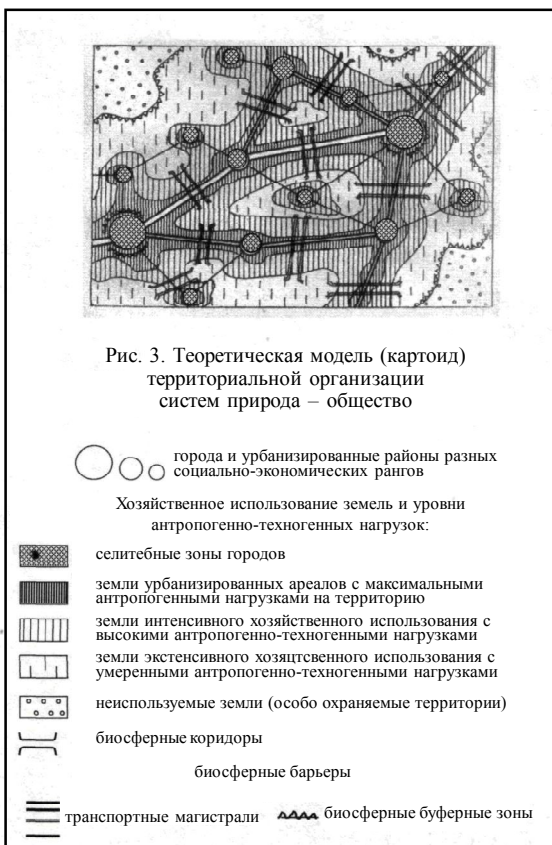 Рис. 3. Теоретическая модель (картоид)
территориальной организации
систем природа – общество
города и урбанизированные районы разных
социально-экономических рангов
Хозяйственное использование земель и уровни
антропогенно-техногенных нагрузок:
селитебные зоны городов
земли урбанизированных ареалов с максимальными
антропогенными нагрузками на территорию
земли интенсивного хозяйственного использования с
высокими антропогенно-техногенными нагрузками
земли экстенсивного хозяцтсвенного использования с
умеренными антропогенно-техногенными нагрузками
неиспользуемые земли (особо охраняемые территории)
биосферные коридоры
биосферные барьеры
транспортные магистрали биосферные буферные зоны